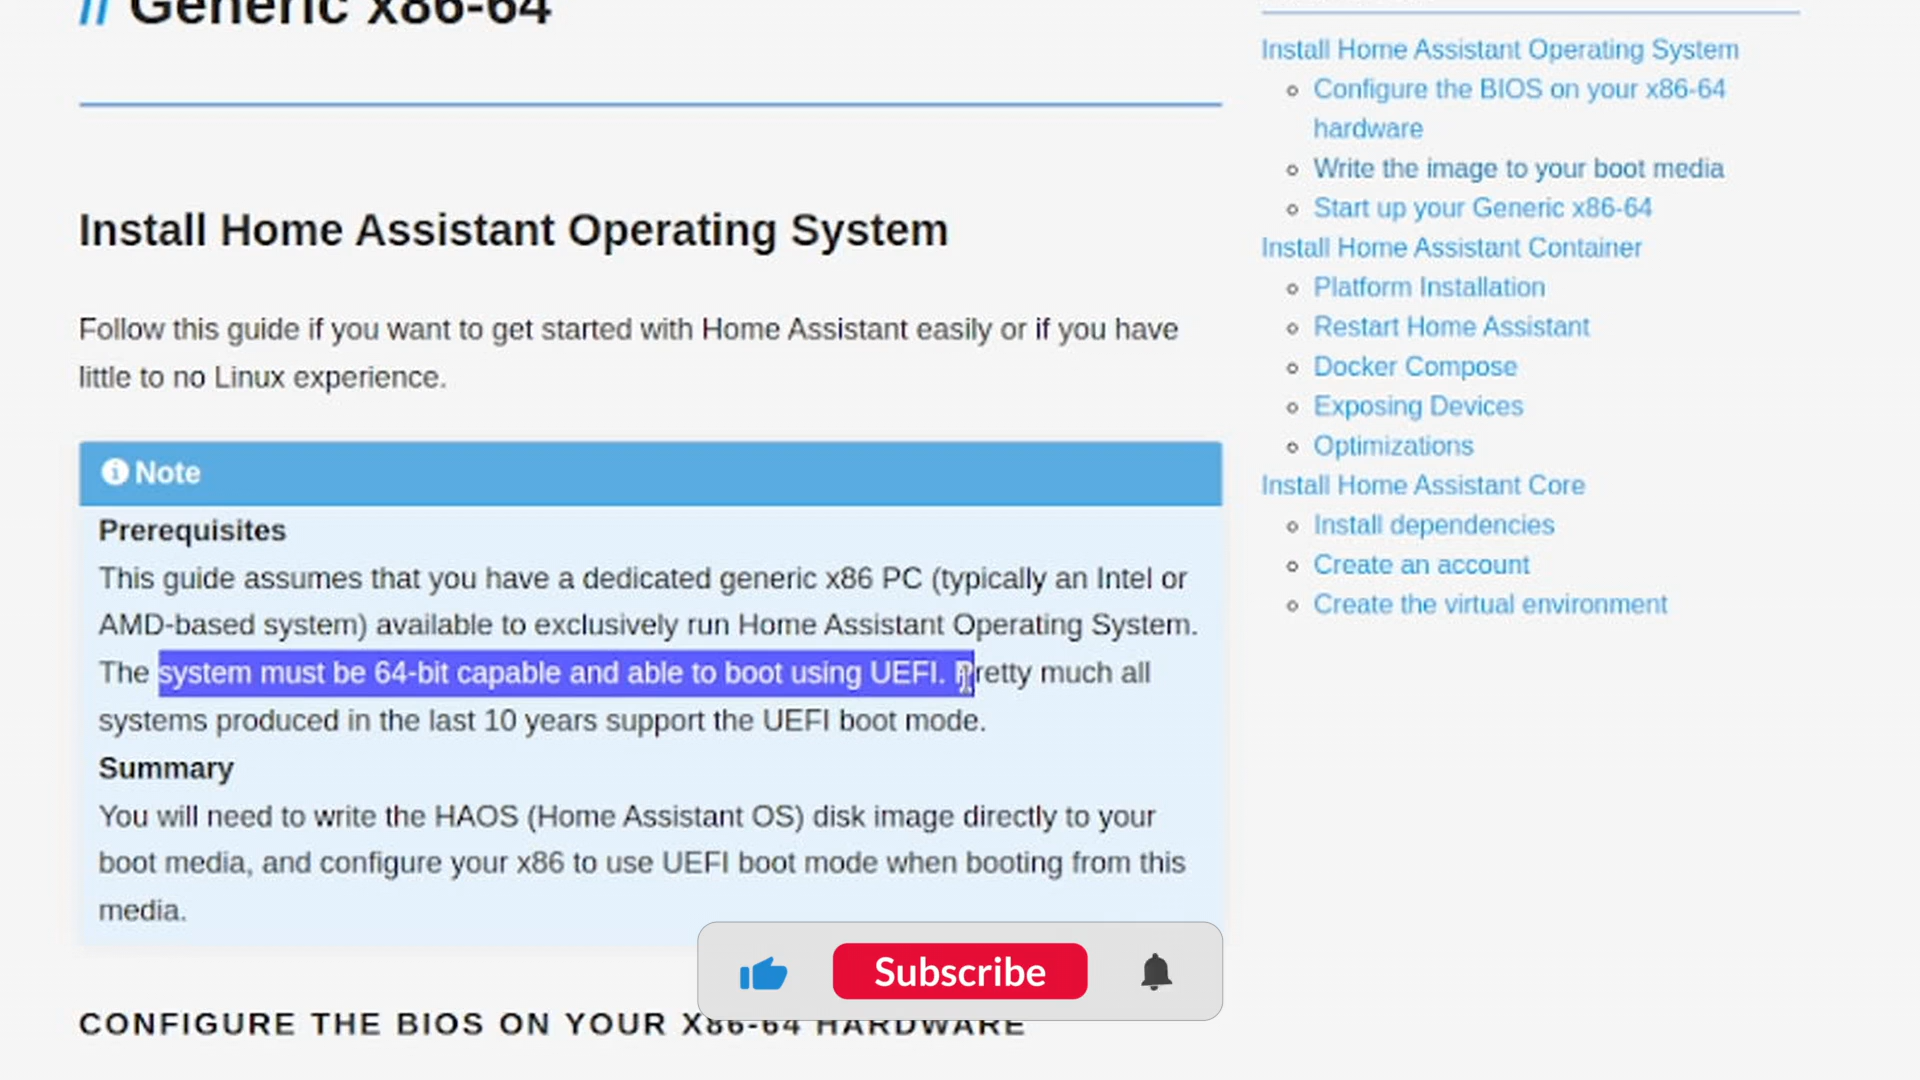 // Generic x86-64
Install Home Assistant Operating System
Follow this guide if you want to get started with Home Assistant easily or if you have
little to no Linux experience.
Note
Prerequisites
This guide assumes that you have a dedicated generic x86 PC (typically an Intel or
AMD-based system) available to exclusively run Home Assistant Operating System.
The system must be 64-bit capable and able to boot using UEFI. Pretty much all
systems produced in the last 10 years support the UEFI boot mode.
Summary
You will need to write the HAOS (Home Assistant OS) disk image directly to your
boot media, and configure your x86 to use UEFI boot mode when booting from this
media.
Subscribe
CONFIGURE THE BIOS ON YOUR X86-64 HARDWARE
Install Home Assistant Operating System
Configure the BIOS on your x86-64
hardware
Write the image to your boot media
Start up your Generic x86-64
Install Home Assistant Container
Platform Installation
Restart Home Assistant
Docker Compose
Exposing Devices
Optimizations
Install Home Assistant Core
Install dependencies
Create an account
Create the virtual environment